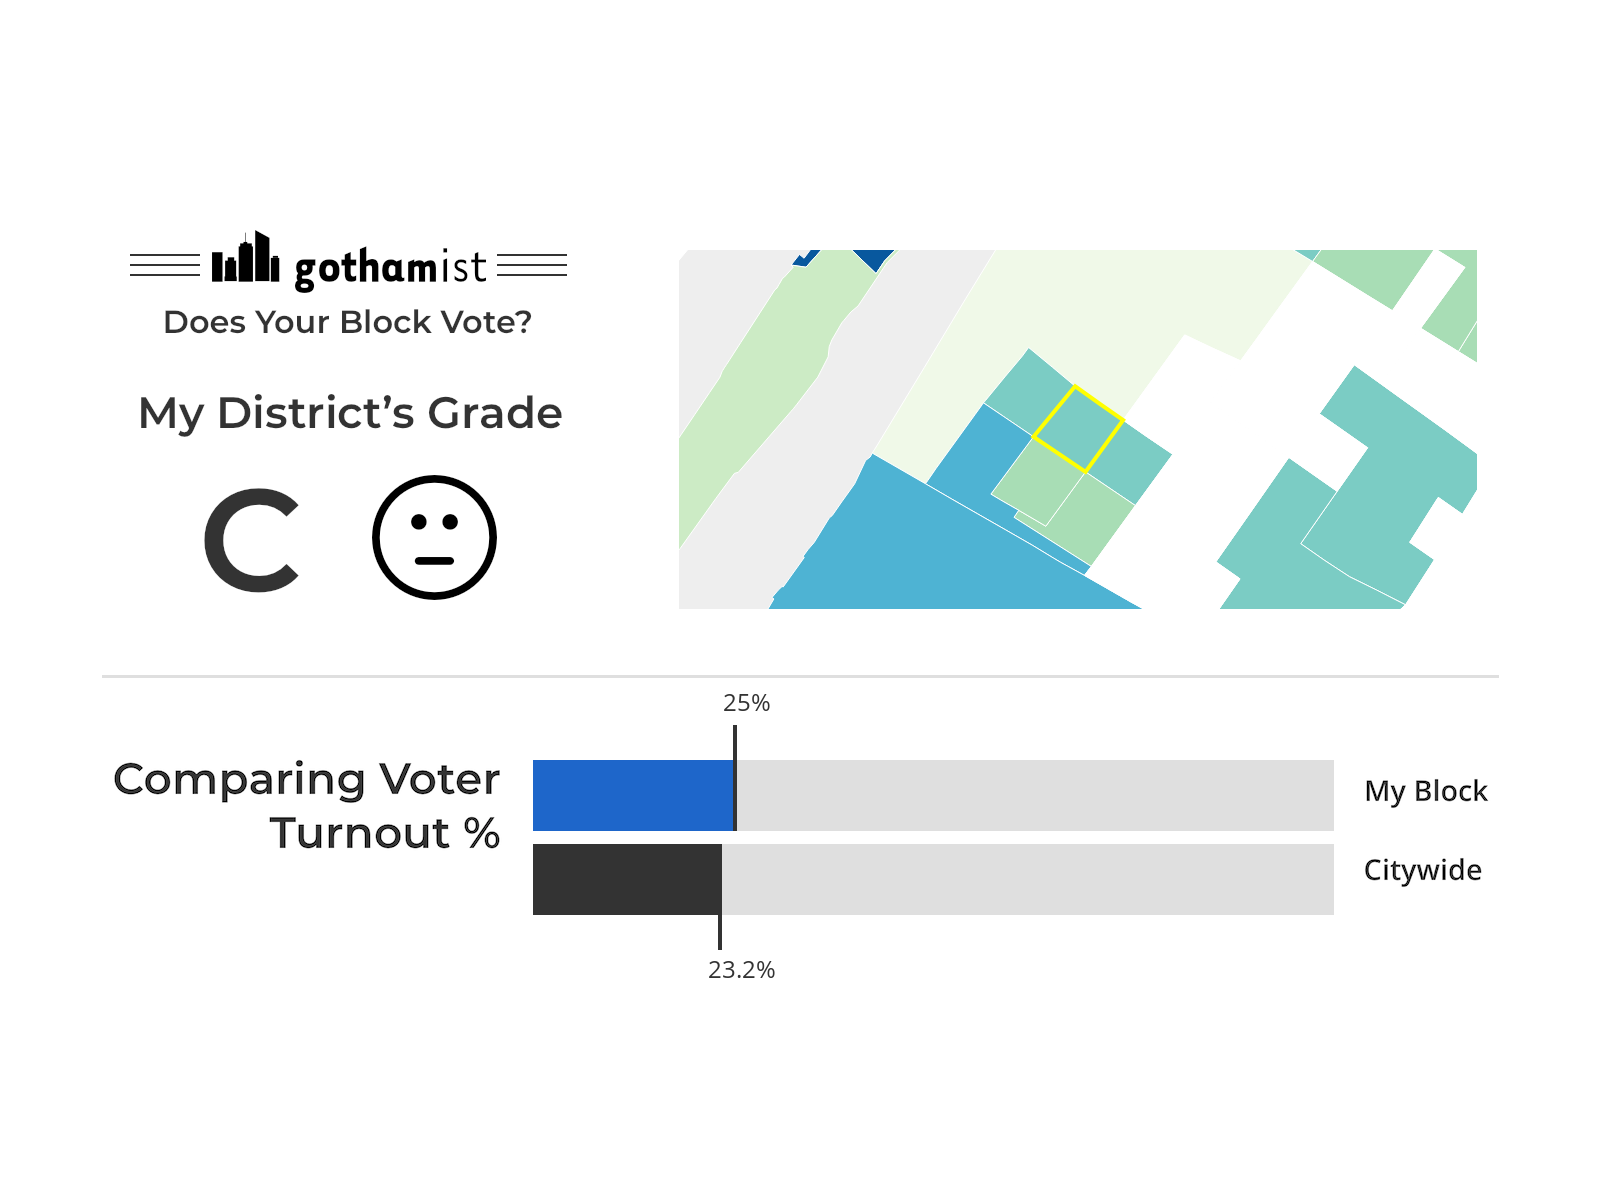 gothamist
Does Your Block Vote?
My District’s Grade
C
25%
Comparing Voter
Turnout %
My Block
Citywide
23.2%